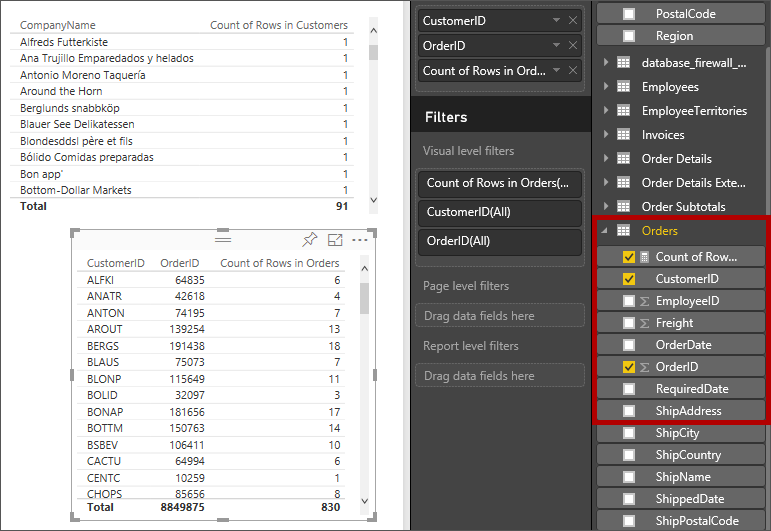 CompanyName Count of Rows in Customers
Alfreds Futterkiste 1
Ana Trujillo Emparedados y helados 1
Antonio Moreno Taquería 1
Around the Horn 1
Berglunds snabbköp 1
Blauer See Delikatessen 1
Blondesddsl père et fils 1
Bólido Comidas preparadas 1
Bon app' 1
Bottom-Dollar Markets 1
Total 91
CustomerID OrderID Count of Rows in Orders
ALFKI 64835 6
ANATR 42618 4
ANTON 74195 7
AROUT 139254 13
BERGS 191438 18
BLAUS 75073 7
BLONP 115649 11
BOLID 32097 3
BONAP 181656 17
BOTTM 150763 14
BSBEV 106411 10
CACTU 64994 6
CENTC 10259 1
CHOPS 85656 8
Total 8849875 830
CustomerID
OrderID
Count of Rows in Ord...
Filters
Visual level filters
Count of Rows in Orders(...
CustomerID(All)
OrderID(All)
Page level filters
Drag data fields here
Report level filters
Drag data fields here
PostalCode
Region
database_firewall_...
Employees
EmployeeTerritories
Invoices
Order Details
Order Details Exte...
Order Subtotals
Orders
Count of Row...
CustomerID
EmployeeID
Freight
OrderDate
OrderID
RequiredDate
ShipAddress
ShipCity
ShipCountry
ShipName
ShippedDate
ShipPostalCode